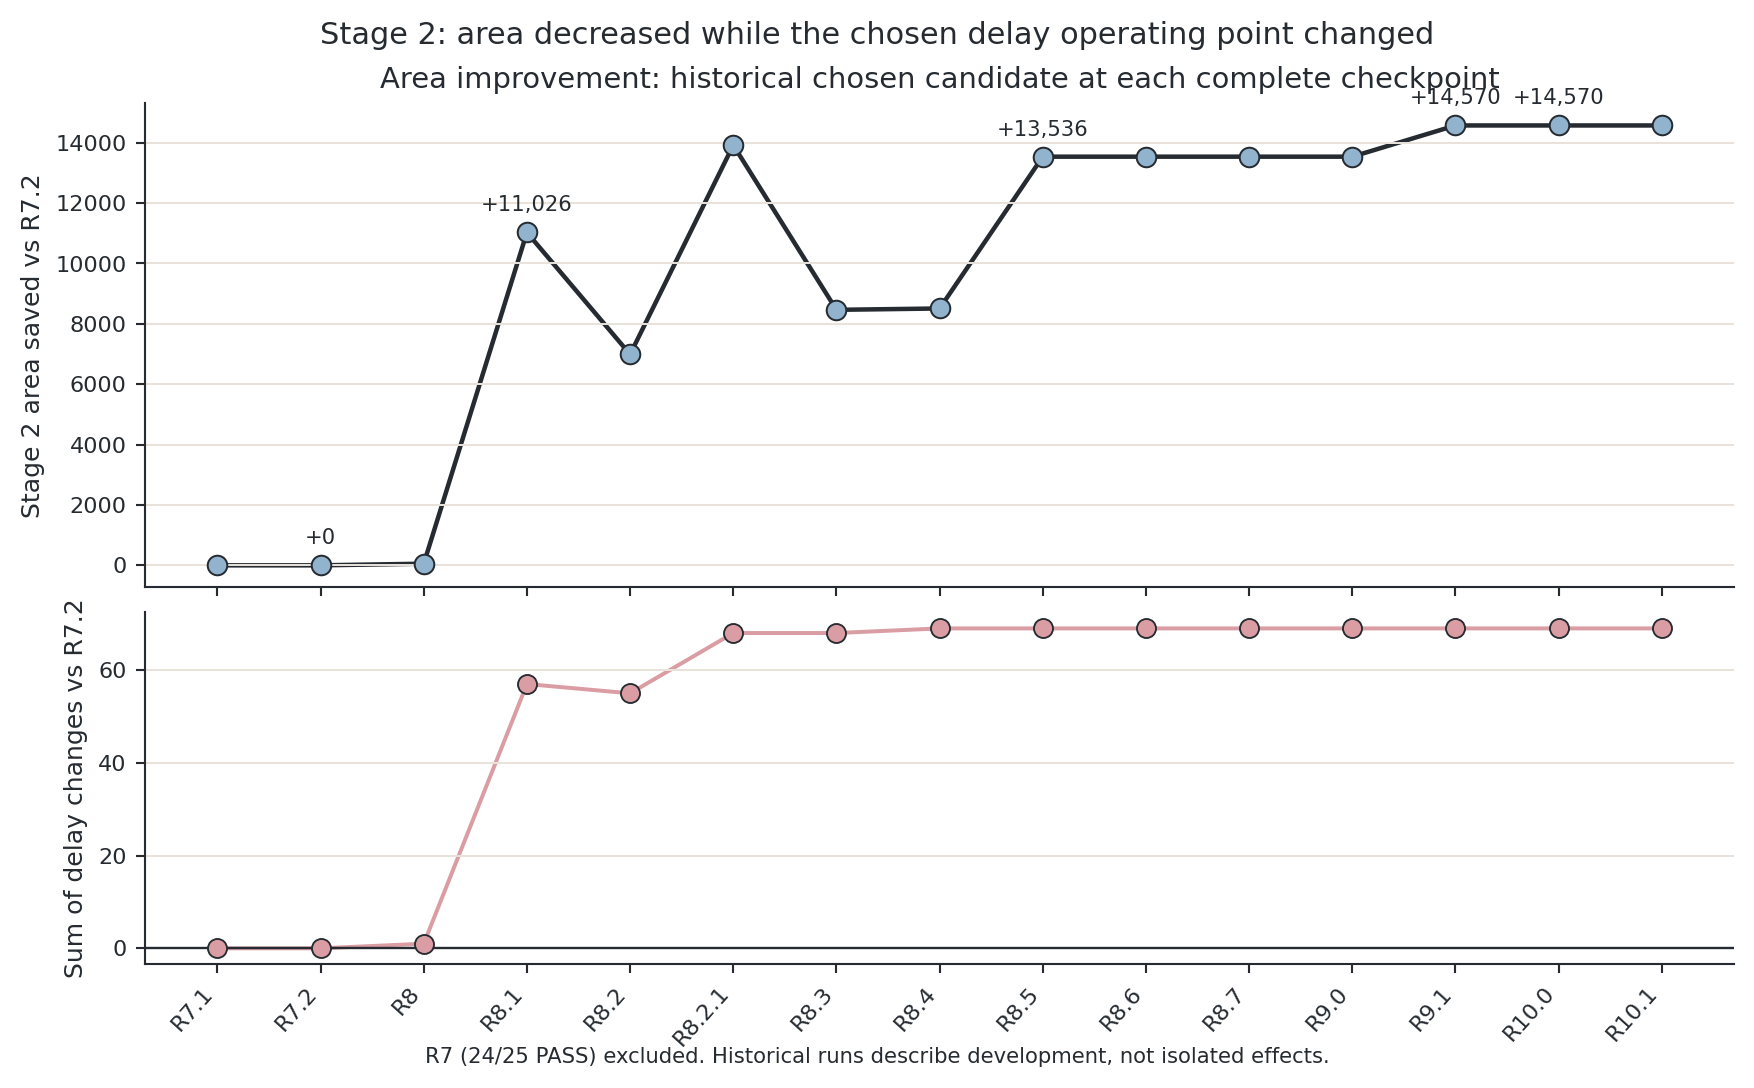 Stage 2: area decreased while the chosen delay operating point changed
Area improvement: historical chosen candidate at each complete checkpoint
Stage 2 area saved vs R7.2
14000
12000
10000
8000
6000
4000
2000
0
+0
+11,026
+13,536
+14,570
+14,570
Sum of delay changes vs R7.2
60
40
20
0
R7.1
R7.2
R8
R8.1
R8.2
R8.2.1
R8.3
R8.4
R8.5
R8.6
R8.7
R9.0
R9.1
R10.0
R10.1
R7 (24/25 PASS) excluded. Historical runs describe development, not isolated effects.